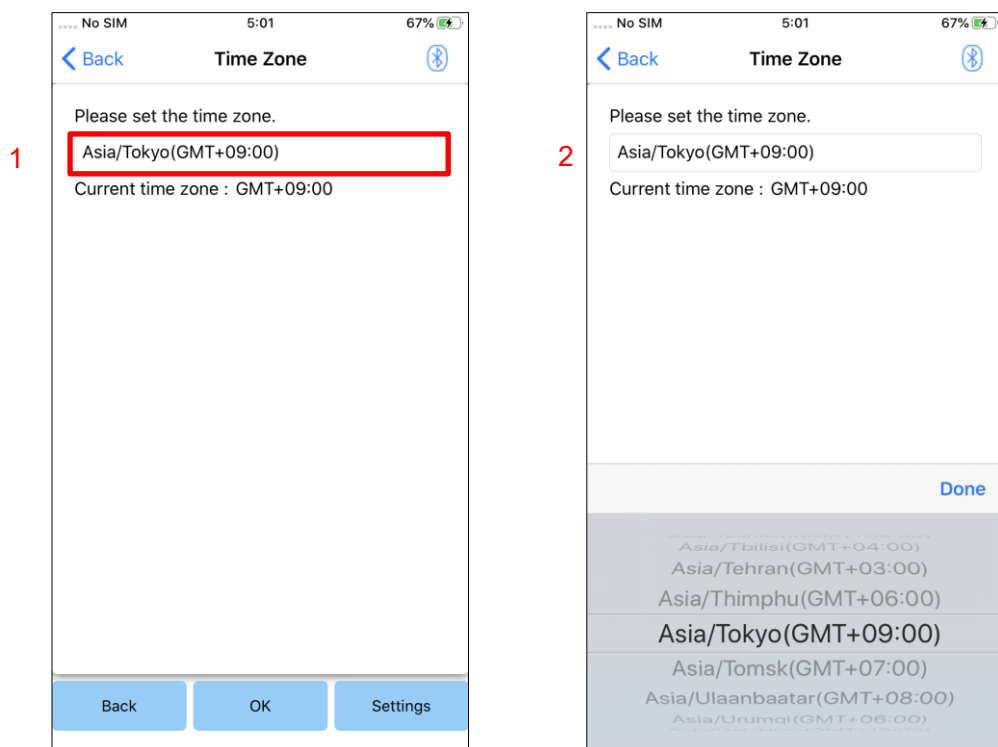 No SIM 5:01 67%
Back Time Zone
Please set the time zone.
1
Asia/Tokyo(GMT+09:00)
Current time zone : GMT+09:00
Back OK Settings
No SIM 5:01 67%
Back Time Zone
Please set the time zone.
2
Asia/Tokyo(GMT+09:00)
Current time zone : GMT+09:00
Done
Asia/Tbilisi(GMT+04:00)
Asia/Tehran(GMT+03:00)
Asia/Thimphu(GMT+06:00)
Asia/Tokyo(GMT+09:00)
Asia/Tomsk(GMT+07:00)
Asia/Ulaanbaatar(GMT+08:00)
Asia/Urumqi(GMT+06:00)